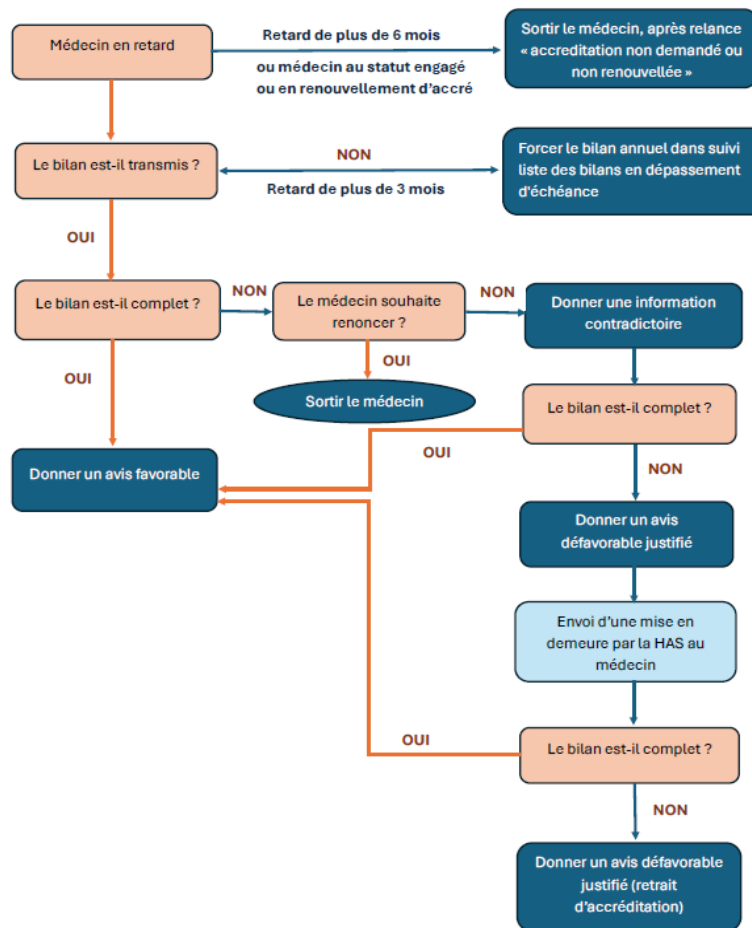 Médecin en retard
Retard de plus de 6 mois
ou médecin au statut engagé
ou en renouvellement d'accré
Sortir le médecin, après relance
« accreditation non demandé ou
non renouvellée »
Le bilan est-il transmis ?
NON
Retard de plus de 3 mois
Forcer le bilan annuel dans suivi
liste des bilans en dépassement
d'échéance
OUI
Le bilan est-il complet ?
NON
Le médecin souhaite
renoncer ?
NON
Donner une information
contradictoire
OUI
OUI
Sortir le médecin
Le bilan est-il complet ?
OUI
NON
Donner un avis favorable
Donner un avis
défavorable justifié
Envoi d'une mise en
demeure par la HAS au
médecin
OUI
Le bilan est-il complet ?
NON
Donner un avis défavorable
justifié (retrait
d'accréditation)